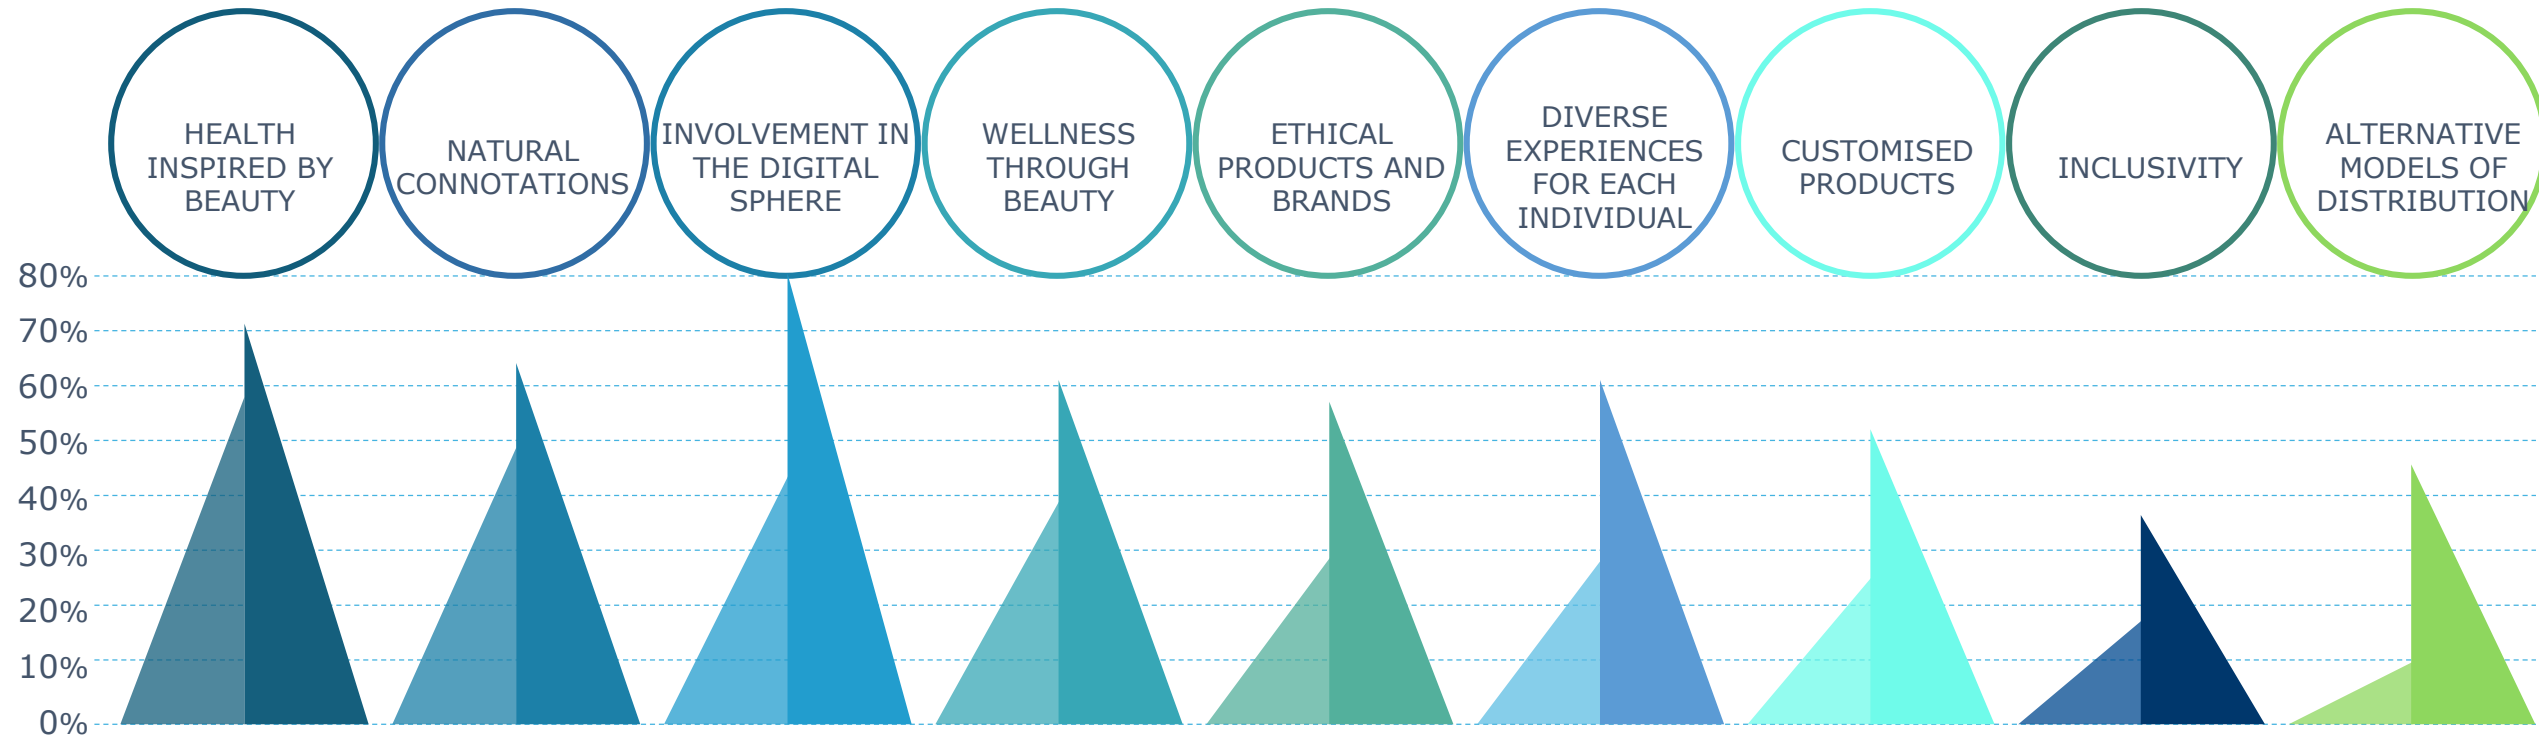 HEALTH
INSPIRED BY
BEAUTY
NATURAL
CONNOTATIONS
INVOLVEMENT IN
THE DIGITAL
SPHERE
WELLNESS
THROUGH
BEAUTY
ETHICAL
PRODUCTS AND
BRANDS
DIVERSE
EXPERIENCES
FOR EACH
INDIVIDUAL
CUSTOMISED
PRODUCTS
INCLUSIVITY
ALTERNATIVE
MODELS OF
DISTRIBUTION
80%
70%
60%
50%
40%
30%
20%
10%
0%